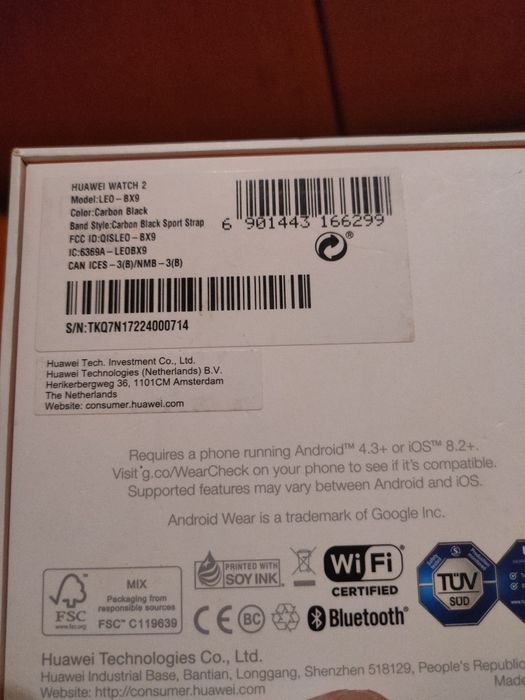 HUAWEI WATCH 2
Model:LEO-BX9
Color:Carbon Black
Band Style:Carbon Black Sport Strap
FCC ID:QISLEO-BX9
IC:6369A-LEOBX9
CAN ICES-3(B)/NMB-3(B)
6 901443 166299
®
S/N:TKQ7N17224000714
Huawei Tech. Investment Co., Ltd.
Huawei Technologies (Netherlands) B.V.
Herikerbergweg 36, 1101CM Amsterdam
The Netherlands
Website: consumer.huawei.com
Requires a phone running Android™ 4.3+ or iOS™ 8.2+.
Visit g.co/WearCheck on your phone to see if it's compatible.
Supported features may vary between Android and iOS.
Android Wear is a trademark of Google Inc.
FSC
www.fsc.org
MIX
Packaging from
responsible sources
FSC™ C119639
PRINTED WITH
SOY INK
Wi Fi
CERTIFIED
CE
BC
Bluetooth®
TÜV
SÜD
Huawei Technologies Co., Ltd.
Huawei Industrial Base, Bantian, Longgang, Shenzhen 518129, People's Republic
Website: http://consumer.huawei.com
Made